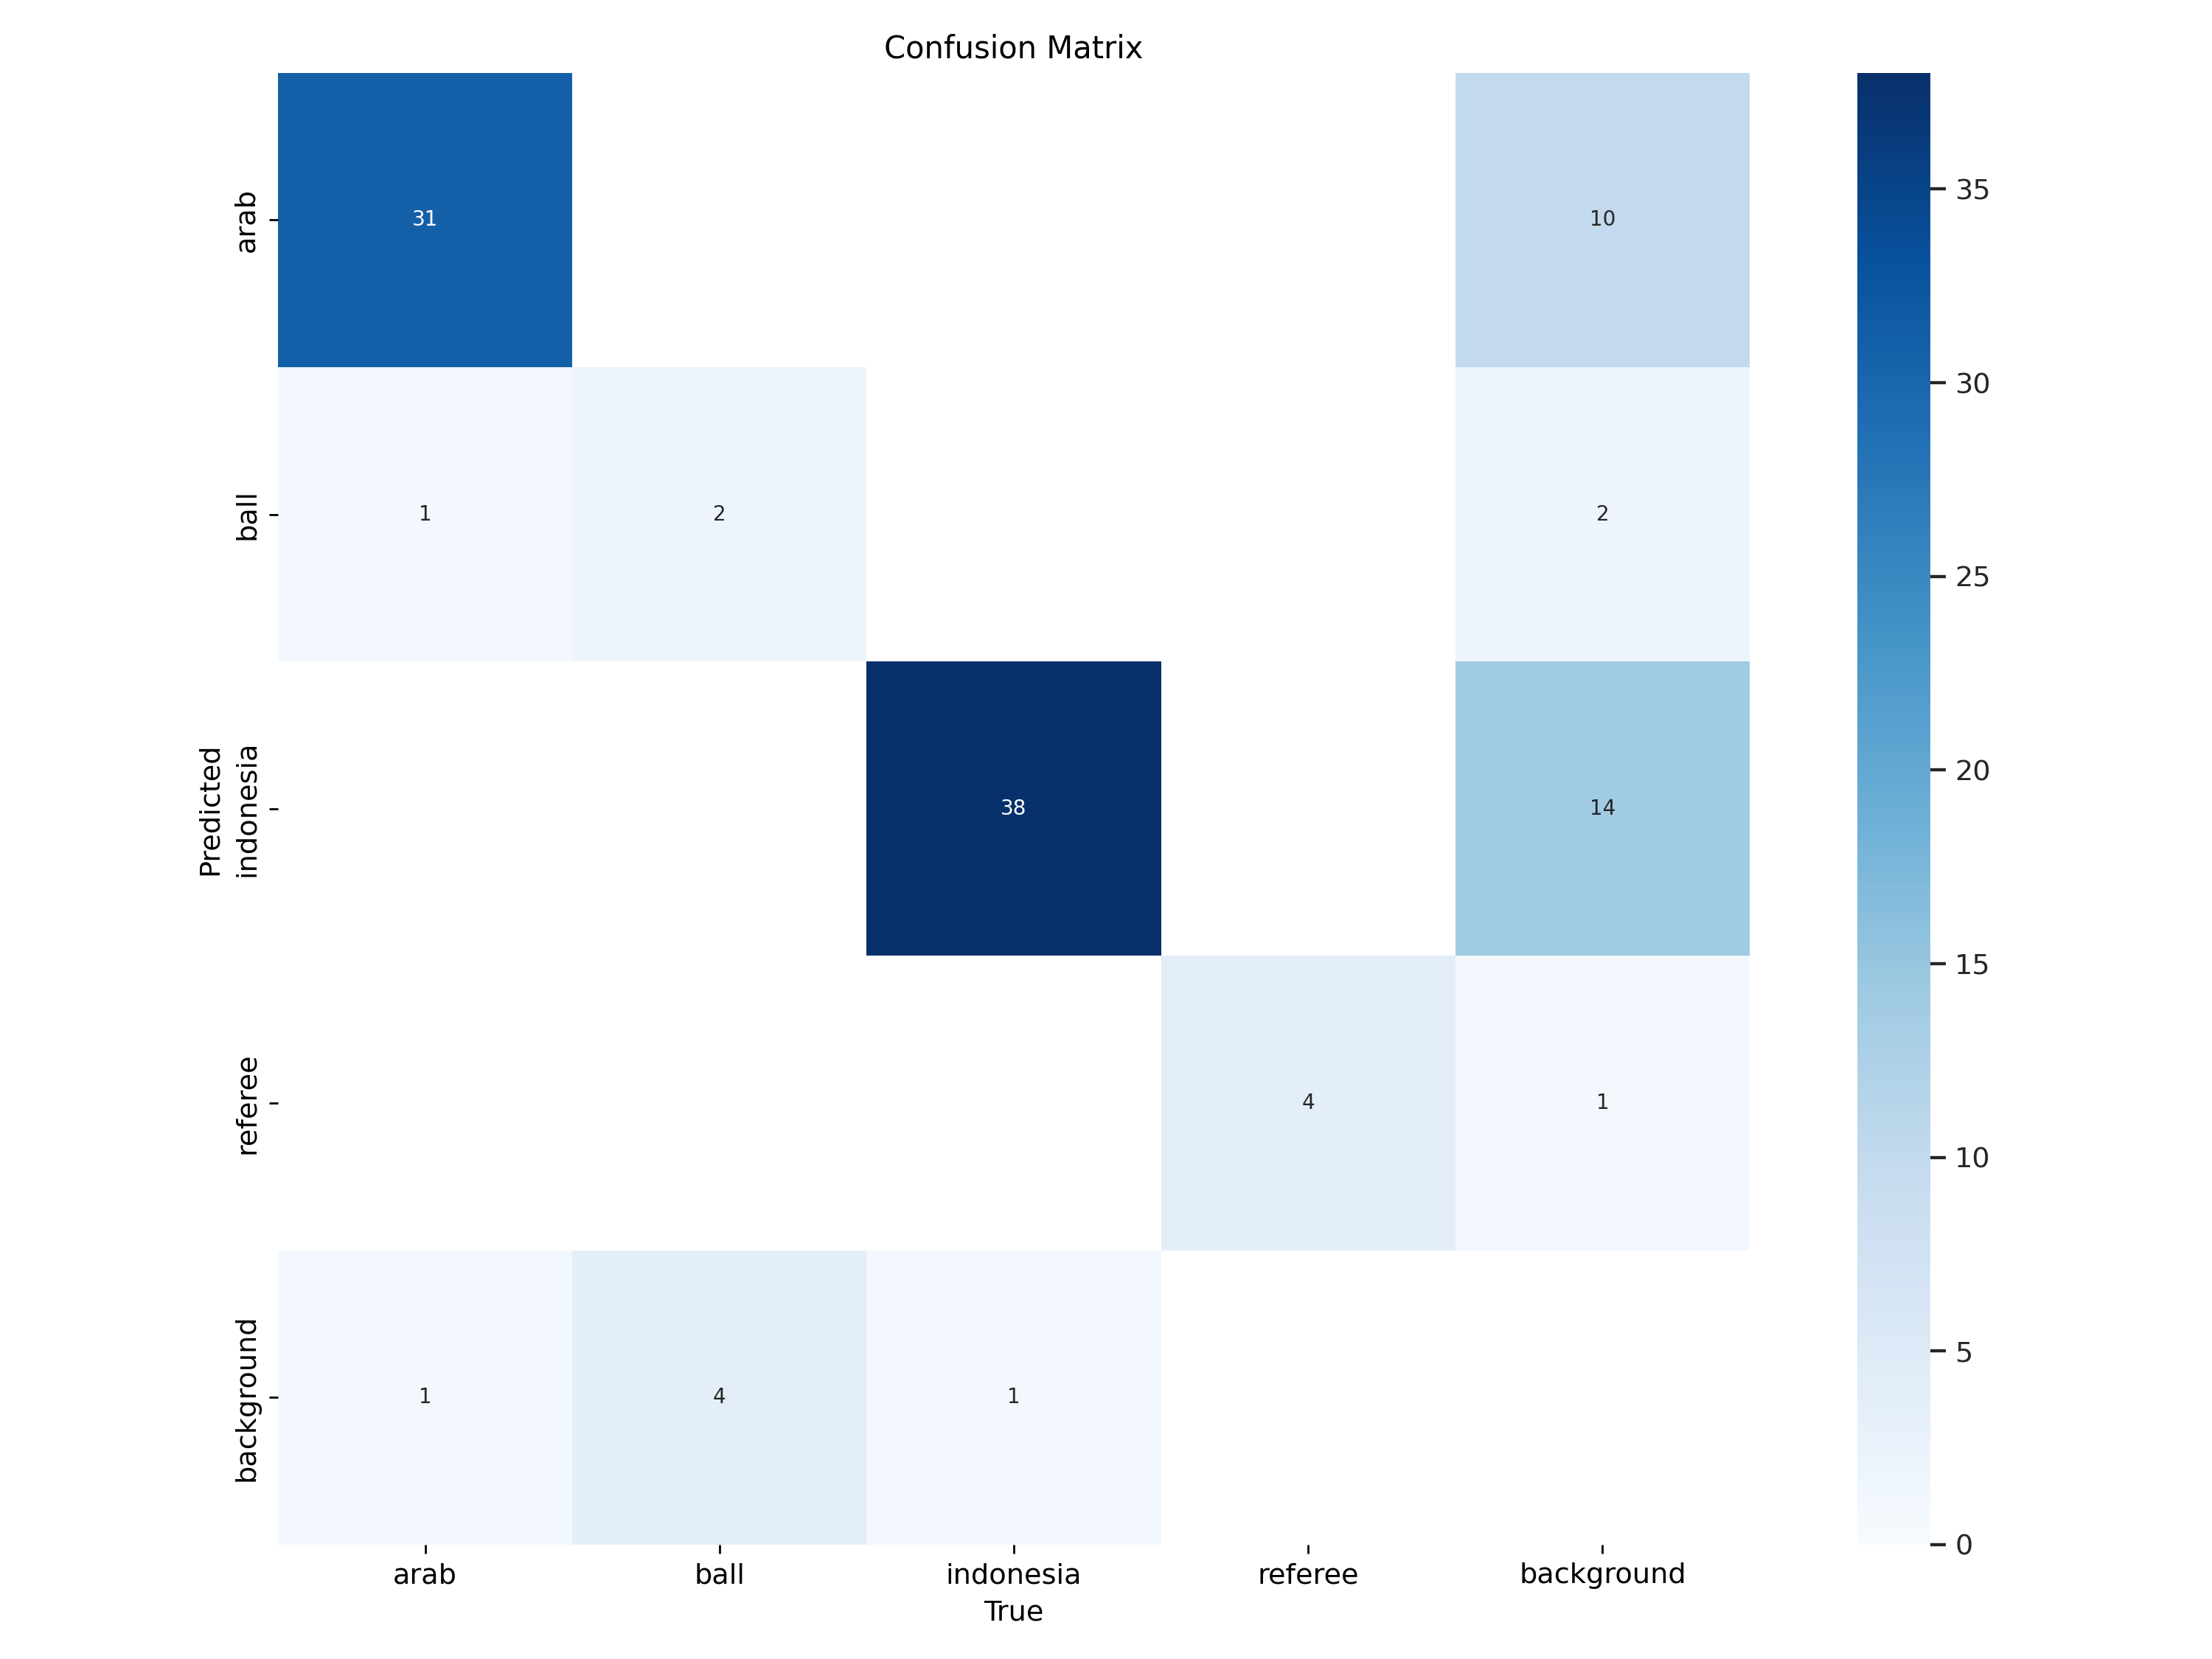 Confusion Matrix
arab
31
10
ball
1
2
2
Predicted
indonesia
38
14
referee
4
1
background
1
4
1
arab
ball
indonesia
referee
background
True
35
30
25
20
15
10
5
0